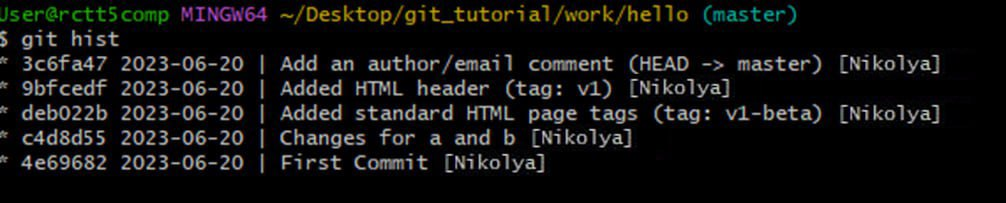 User@rctt5comp MINGW64 ~/Desktop/git_tutorial/work/hello (master)
$ git hist
* 3c6fa47 2023-06-20 | Add an author/email comment (HEAD -> master) [Nikolya]
* 9bfcedf 2023-06-20 | Added HTML header (tag: v1) [Nikolya]
* deb022b 2023-06-20 | Added standard HTML page tags (tag: v1-beta) [Nikolya]
* c4d8d55 2023-06-20 | Changes for a and b [Nikolya]
* 4e69682 2023-06-20 | First Commit [Nikolya]